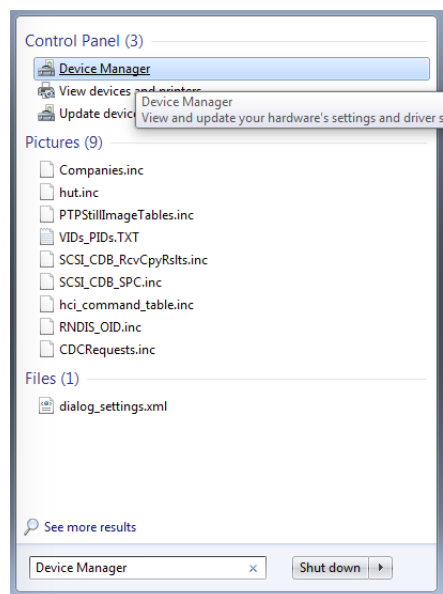 Control Panel (3)
Device Manager
View devices and printers
Update device
Device Manager
View and update your hardware's settings and driver s
Pictures (9)
Companies.inc
hut.inc
PTPStillImageTables.inc
VIDs_PIDs.TXT
SCSI_CDB_RcvCpyRslts.inc
SCSI_CDB_SPC.inc
hci_command_table.inc
RNDIS_OID.inc
CDCRequests.inc
Files (1)
dialog_settings.xml
See more results
Device Manager
Shut down